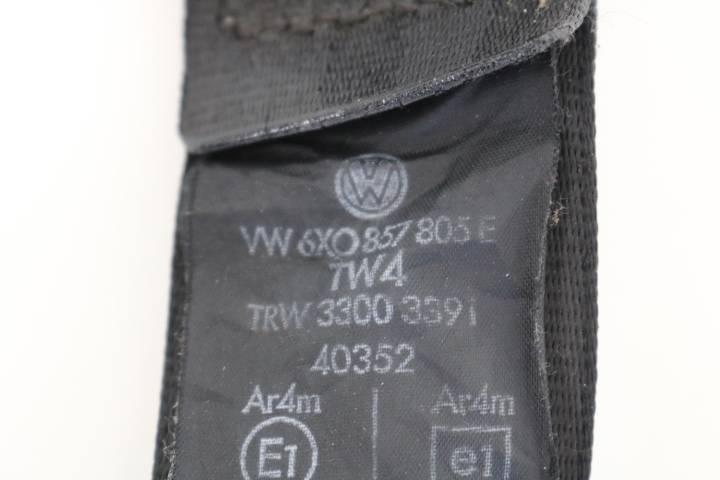 VW 6X0 857 805 E
TW4
TRW 3300 3391
40352
Ar4m Ar4m
E1 e1